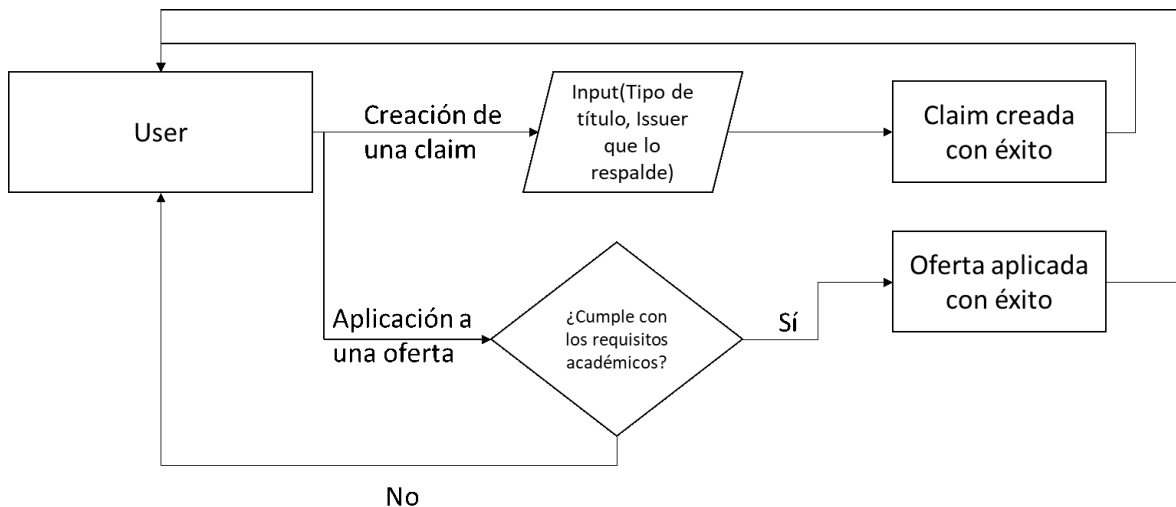 User
Creación de
una claim
Input(Tipo de
título, Issuer
que lo
respalde)
Claim creada
con éxito
Aplicación a
una oferta
¿Cumple con
los requisitos
académicos?
Sí
Oferta aplicada
con éxito
No